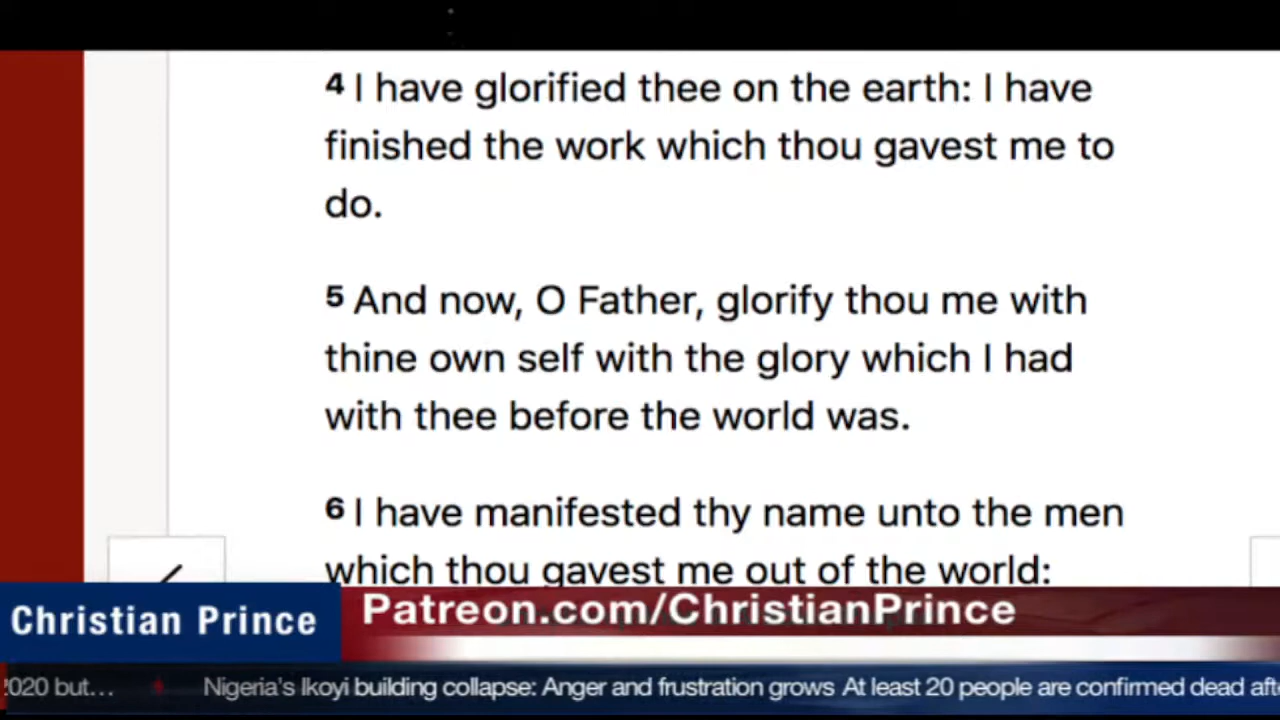 4 I have glorified thee on the earth: I have
finished the work which thou gavest me to
do.
5 And now, O Father, glorify thou me with
thine own self with the glory which I had
with thee before the world was.
6 I have manifested thy name unto the men
which thou gavest me out of the world:
Christian Prince
Patreon.com/ChristianPrince
2020 but... Nigeria's Ikoyi building collapse: Anger and frustration grows At least 20 people are confirmed dead aft